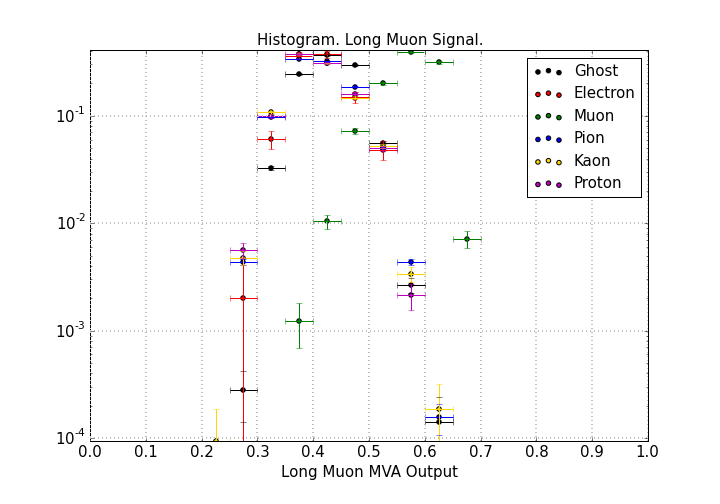 Histogram. Long Muon Signal.
Ghost
Electron
Muon
Pion
Kaon
Proton
10^-1
10^-2
10^-3
10^-4
0.0 0.1 0.2 0.3 0.4 0.5 0.6 0.7 0.8 0.9 1.0
Long Muon MVA Output